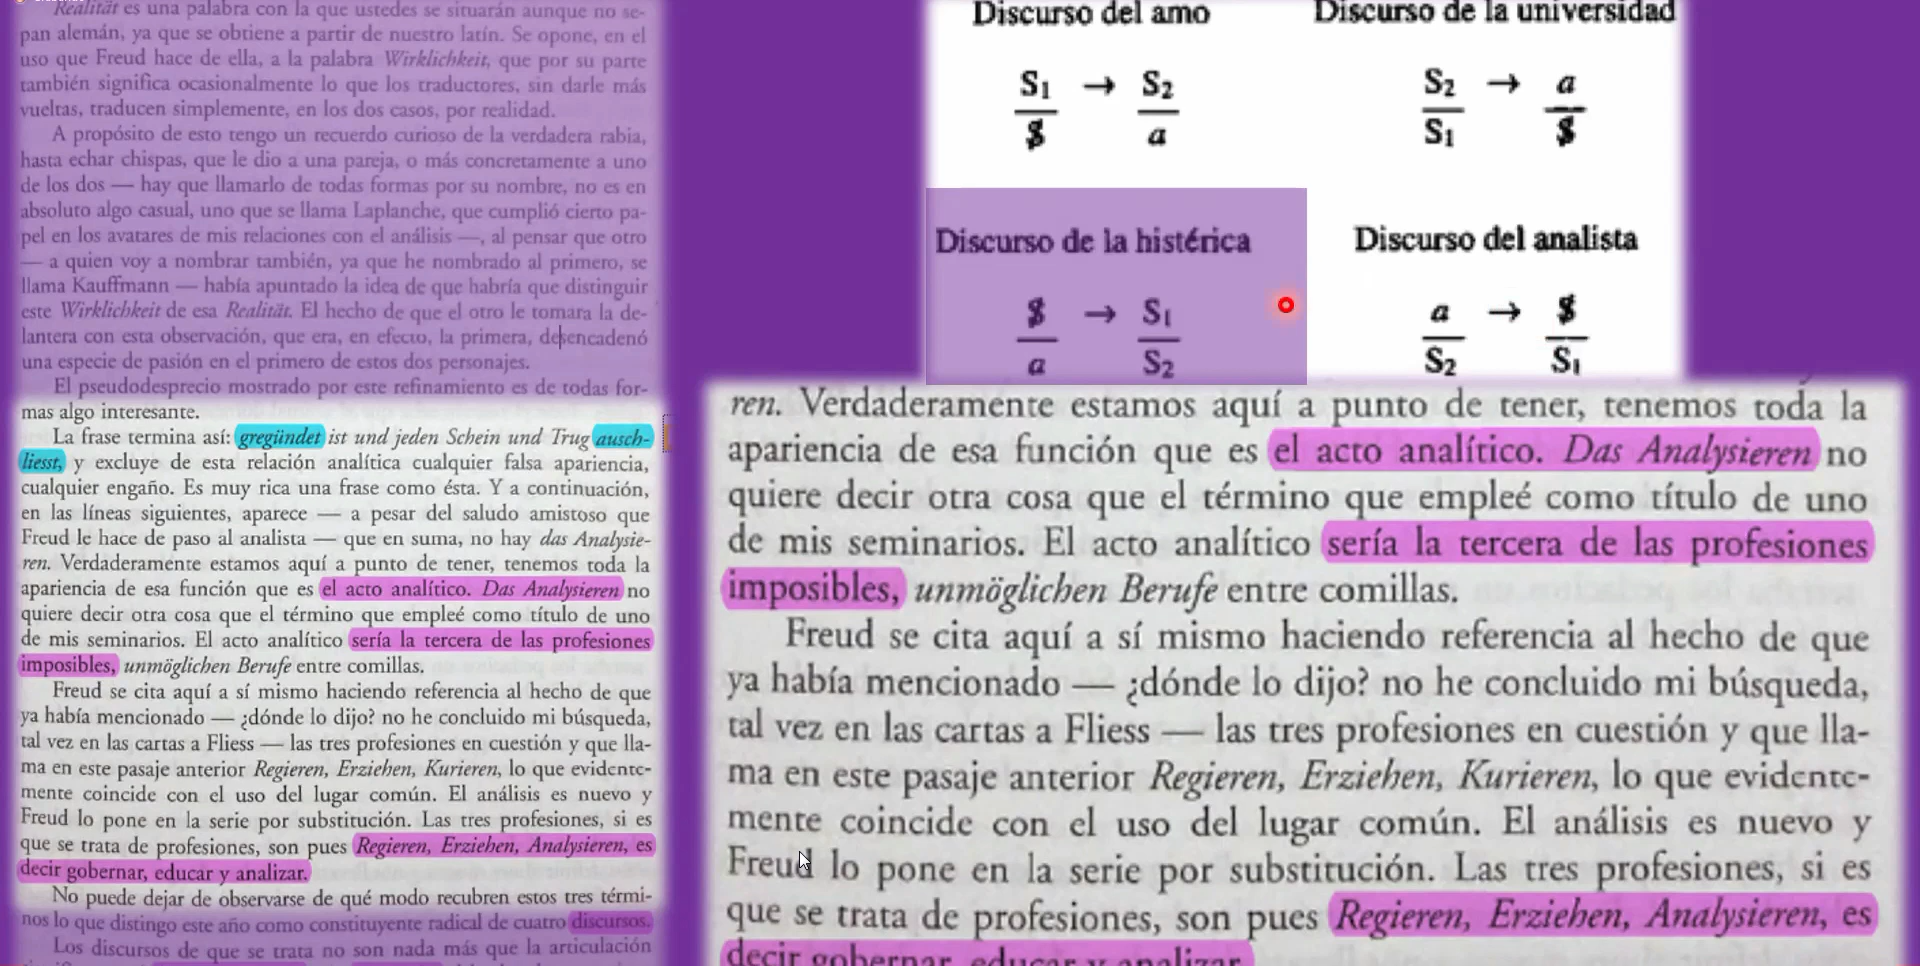 Realität es una palabra con la que ustedes se situarán aunque no se-
pan alemán, ya que se obtiene a partir de nuestro latín. Se opone, en el
uso que Freud hace de ella, a la palabra Wirklichkeit, que por su parte
también significa ocasionalmente lo que los traductores, sin darle más
vueltas, traducen simplemente, en los dos casos, por realidad.
A propósito de esto tengo un recuerdo curioso de la verdadera rabia,
hasta echar chispas, que le dio a una pareja, o más concretamente a uno
de los dos — hay que llamarlo de todas formas por su nombre, no es en
absoluto algo casual, uno que se llama Laplanche, que cumplió cierto pa-
pel en los avatares de mis relaciones con el análisis —, al pensar que otro
— a quien voy a nombrar también, ya que he nombrado al primero, se
llama Kauffmann — había apuntado la idea de que habría que distinguir
este Wirklichkeit de esa Realität. El hecho de que el otro le tomara la de-
lantera con esta observación, que era, en efecto, la primera, desencadenó
una especie de pasión en el primero de estos dos personajes.
El pseudodesprecio mostrado por este refinamiento es de todas for-
mas algo interesante.
La frase termina así: gregündet ist und jeden Schein und Trug ausch-
liesst, y excluye de esta relación analítica cualquier falsa apariencia,
cualquier engaño. Es muy rica una frase como ésta. Y a continuación,
en las líneas siguientes, aparece — a pesar del saludo amistoso que
Freud le hace de paso al analista — que en suma, no hay das Analysie-
ren. Verdaderamente estamos aquí a punto de tener, tenemos toda la
apariencia de esa función que es el acto analítico. Das Analysieren no
quiere decir otra cosa que el término que empleé como título de uno
de mis seminarios. El acto analítico sería la tercera de las profesiones
imposibles, unmöglichen Berufe entre comillas.
Freud se cita aquí a sí mismo haciendo referencia al hecho de que
ya había mencionado — ¿dónde lo dijo? no he concluido mi búsqueda,
tal vez en las cartas a Fliess — las tres profesiones en cuestión y que lla-
ma en este pasaje anterior Regieren, Erziehen, Kurieren, lo que evidente-
mente coincide con el uso del lugar común. El análisis es nuevo y
Freud lo pone en la serie por substitución. Las tres profesiones, si es
que se trata de profesiones, son pues Regieren, Erziehen, Analysieren, es
decir gobernar, educar y analizar.
No puede dejar de observarse de qué modo recubren estos tres térmi-
nos lo que distingo este año como constituyente radical de cuatro discursos.
Los discursos de que se trata no son nada más que la articulación
Discurso del amo
S1 → S2
$ a
Discurso de la universidad
S2 → a
S1 $
Discurso de la histérica
$ → S1
a S2
Discurso del analista
a → $
S2 S1
ren. Verdaderamente estamos aquí a punto de tener, tenemos toda la
apariencia de esa función que es el acto analítico. Das Analysieren no
quiere decir otra cosa que el término que empleé como título de uno
de mis seminarios. El acto analítico sería la tercera de las profesiones
imposibles, unmöglichen Berufe entre comillas.
Freud se cita aquí a sí mismo haciendo referencia al hecho de que
ya había mencionado — ¿dónde lo dijo? no he concluido mi búsqueda,
tal vez en las cartas a Fliess — las tres profesiones en cuestión y que lla-
ma en este pasaje anterior Regieren, Erziehen, Kurieren, lo que evidente-
mente coincide con el uso del lugar común. El análisis es nuevo y
Freud lo pone en la serie por substitución. Las tres profesiones, si es
que se trata de profesiones, son pues Regieren, Erziehen, Analysieren, es
decir gobernar, educar y analizar.